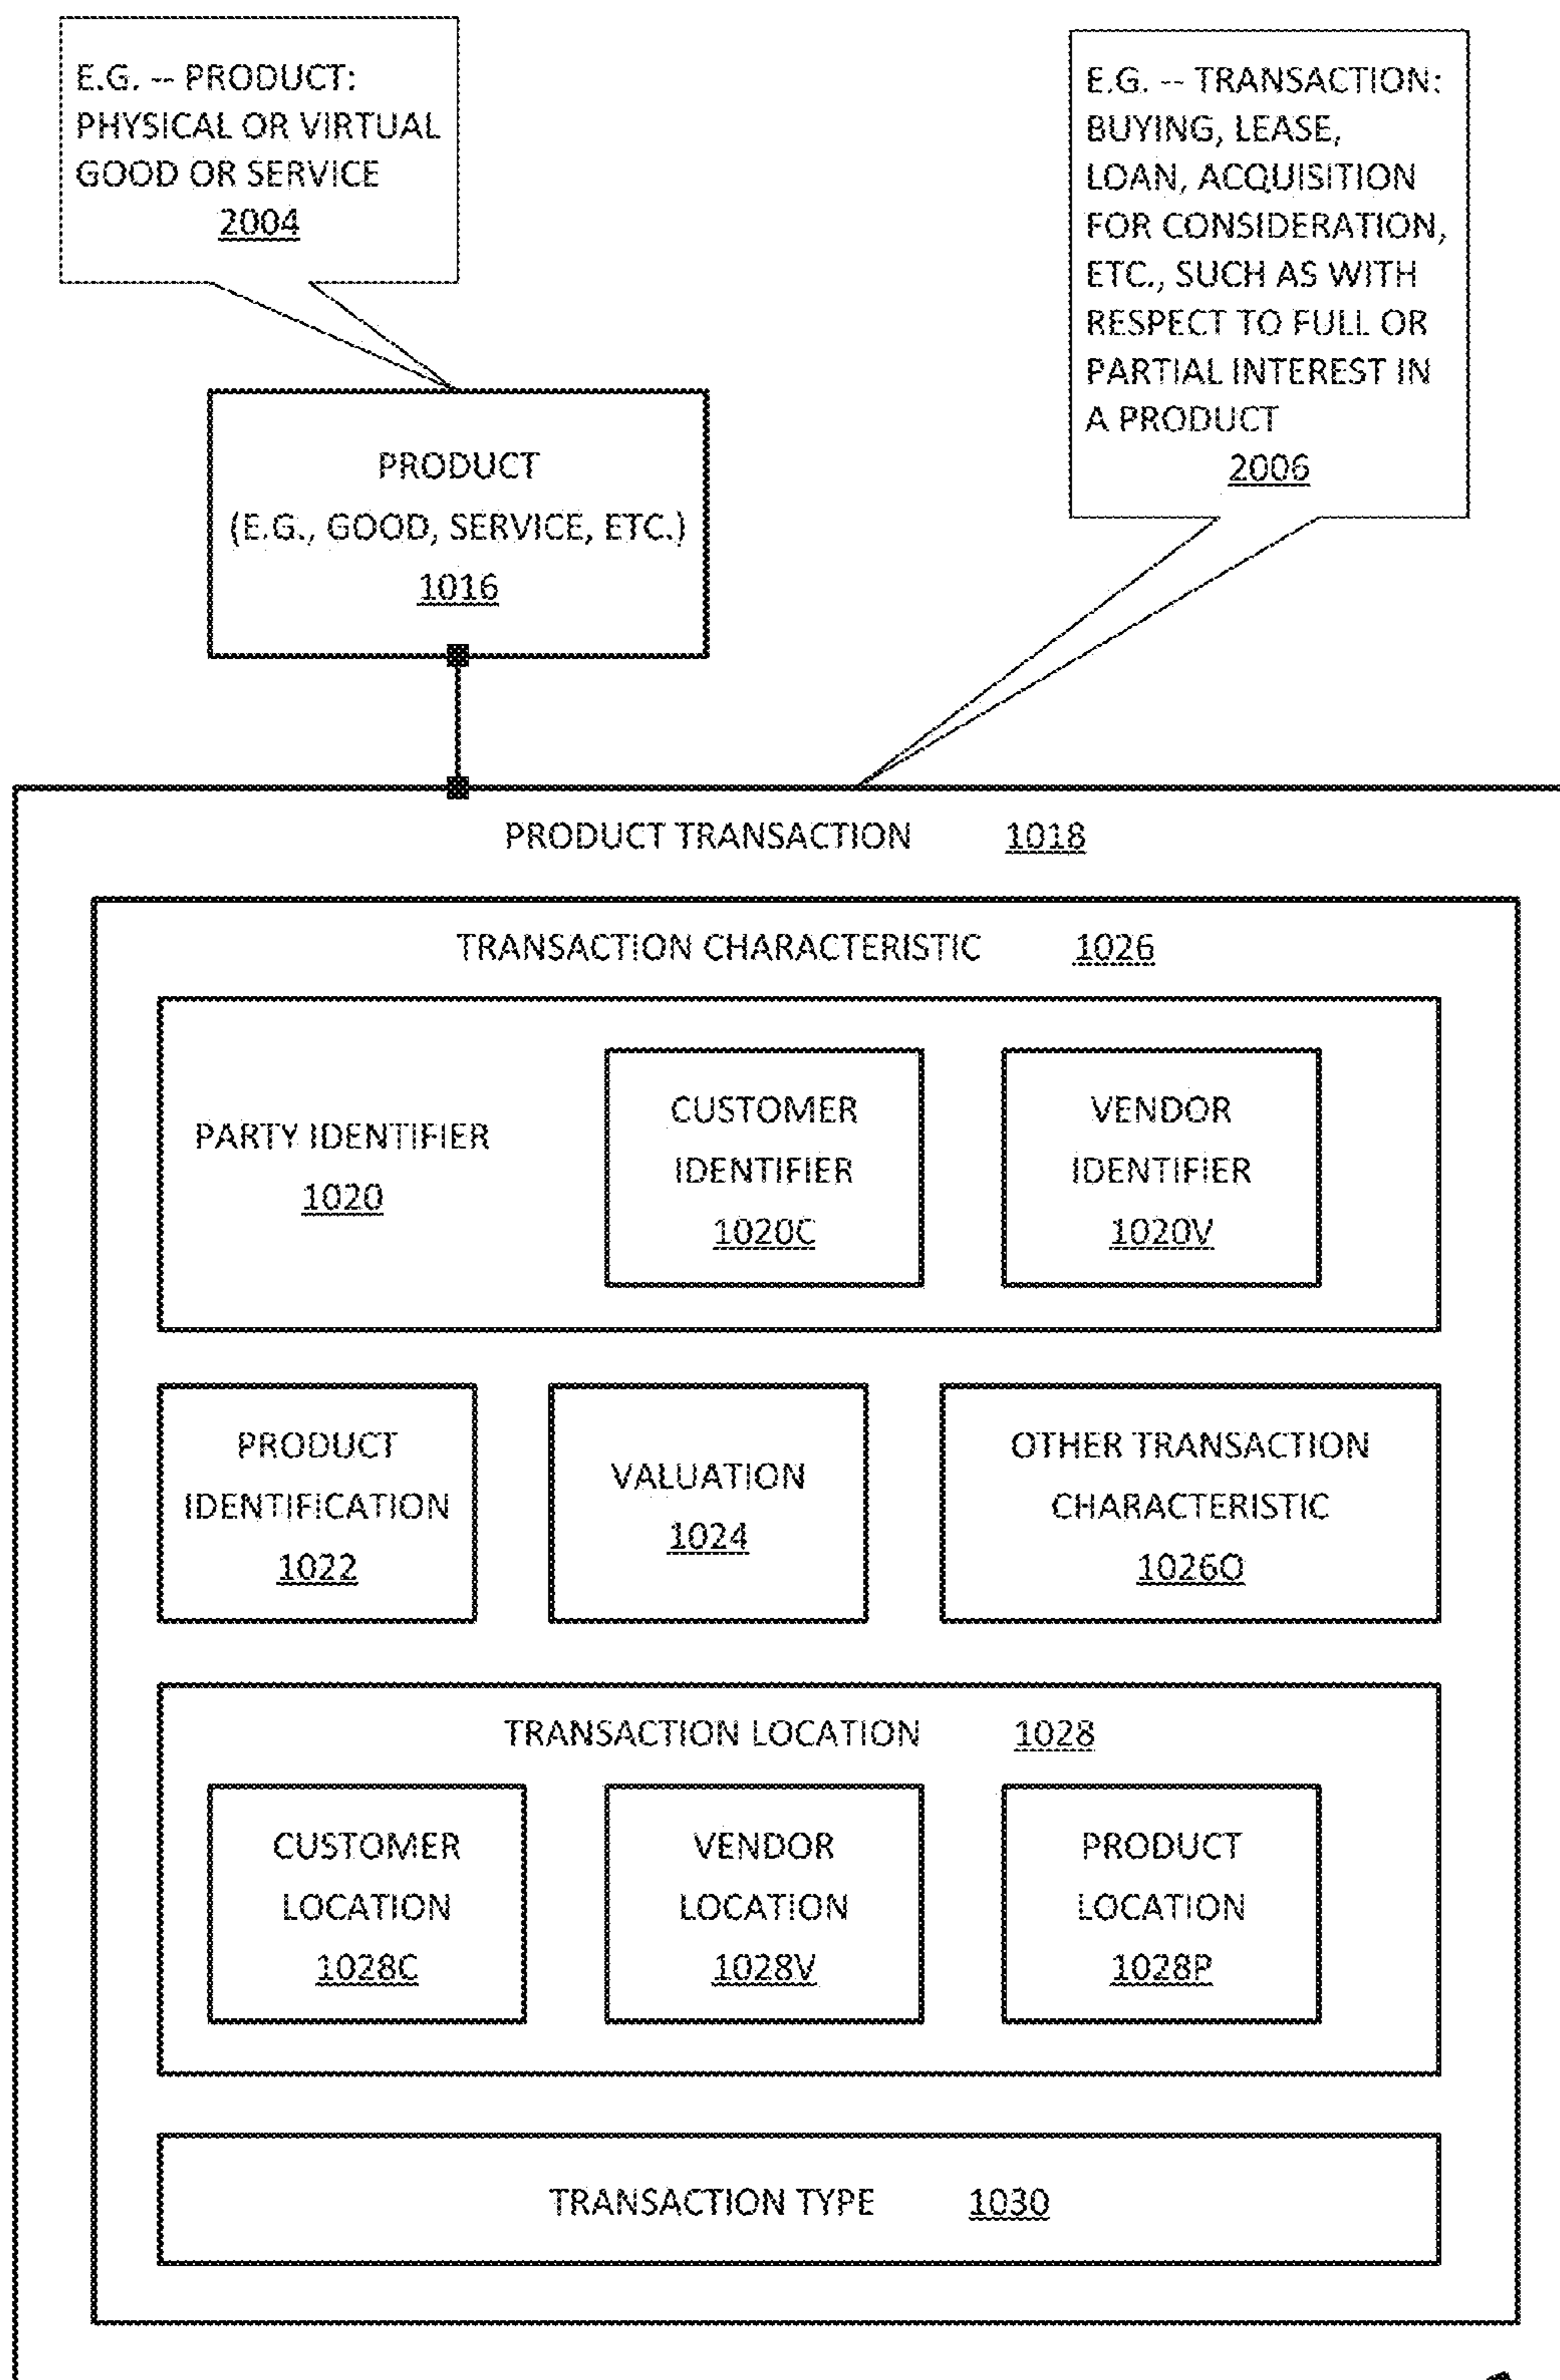 E.G. -- PRODUCT:
PHYSICAL OR VIRTUAL
GOOD OR SERVICE
2004
E.G. -- TRANSACTION:
BUYING, LEASE,
LOAN, ACQUISITION
FOR CONSIDERATION,
ETC., SUCH AS WITH
RESPECT TO FULL OR
PARTIAL INTEREST IN
A PRODUCT
2006
PRODUCT
(E.G., GOOD, SERVICE, ETC.)
1016
PRODUCT TRANSACTION 1018
TRANSACTION CHARACTERISTIC 1026
PARTY IDENTIFIER
1020
CUSTOMER
IDENTIFIER
1020C
VENDOR
IDENTIFIER
1020V
PRODUCT
IDENTIFICATION
1022
VALUATION
1024
OTHER TRANSACTION
CHARACTERISTIC
1026O
TRANSACTION LOCATION 1028
CUSTOMER
LOCATION
1028C
VENDOR
LOCATION
1028V
PRODUCT
LOCATION
1028P
TRANSACTION TYPE 1030